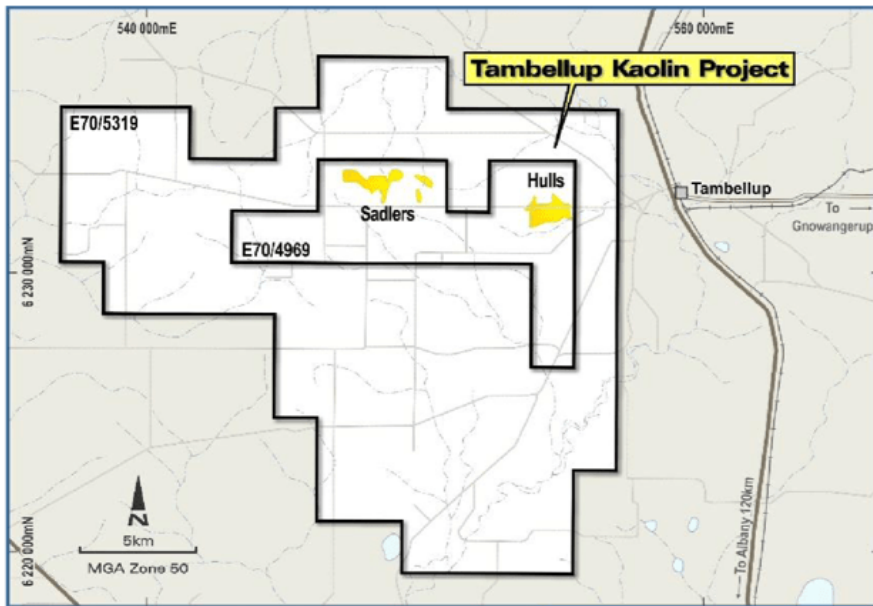 540 000mE
560 000mE
Tambellup Kaolin Project
E70/5319
Hulls
Tambellup
Sadlers
To
Gnowangerup
E70/4969
6 230 000mN
N
5km
MGA Zone 50
6 220 000mN
To Albany 120km